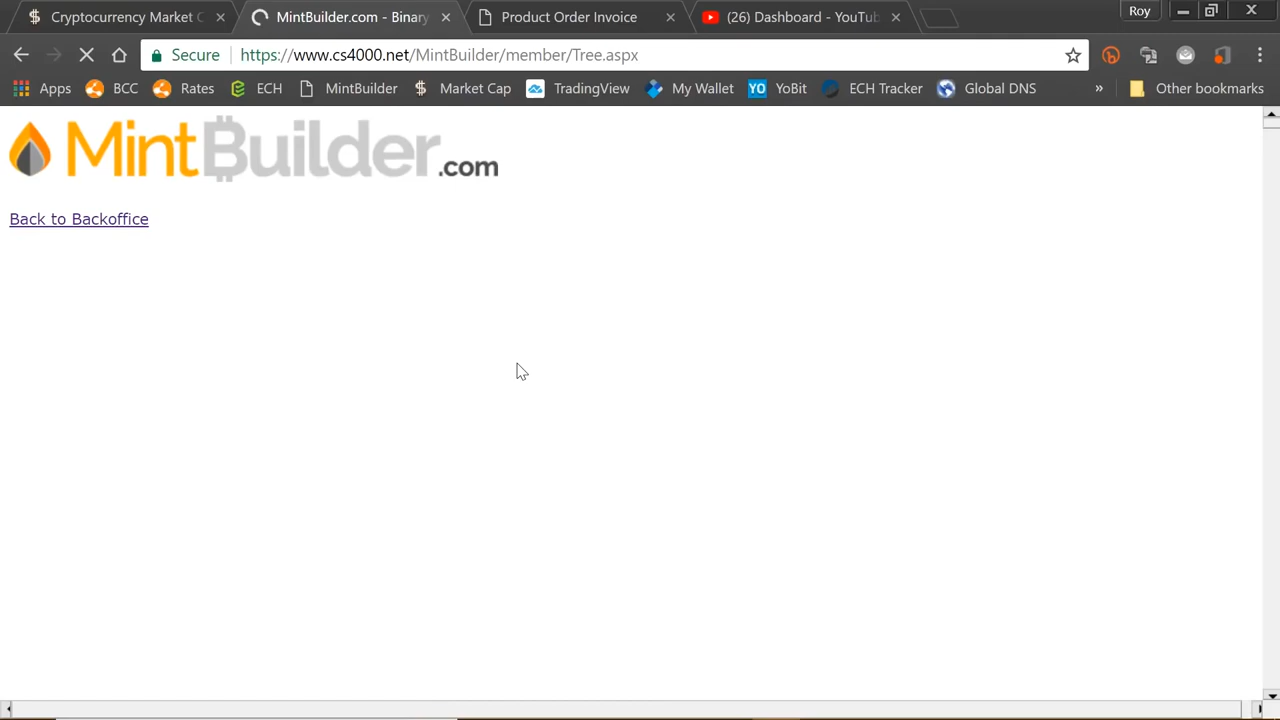 Cryptocurrency Market C
MintBuilder.com - Binary
Product Order Invoice
(26) Dashboard - YouTub
Roy
Secure
https://www.cs4000.net/MintBuilder/member/Tree.aspx
Apps
BCC
Rates
ECH
MintBuilder
$ Market Cap
TradingView
My Wallet
YO YoBit
ECH Tracker
Global DNS
»
Other bookmarks
MintBuilder.com
Back to Backoffice